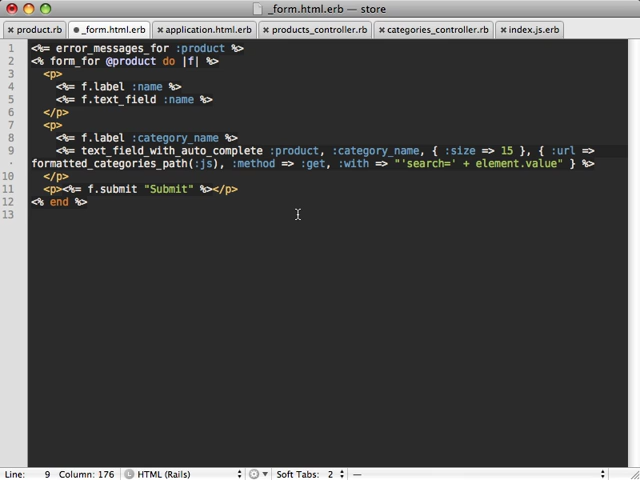 _form.html.erb — store
product.rb _form.html.erb application.html.erb products_controller.rb categories_controller.rb index.js.erb
1 <%= error_messages_for :product %>
2 <% form_for @product do |f| %>
3 <p>
4 <%= f.label :name %>
5 <%= f.text_field :name %>
6 </p>
7 <p>
8 <%= f.label :category_name %>
9 <%= text_field_with_auto_complete :product, :category_name, { :size => 15 }, { :url =>
· formatted_categories_path(:js), :method => :get, :with => "'search=' + element.value" } %>
10 </p>
11 <p><%= f.submit "Submit" %></p>
12 <% end %>
13
Line: 9 Column: 176 L HTML (Rails) Soft Tabs: 2 —